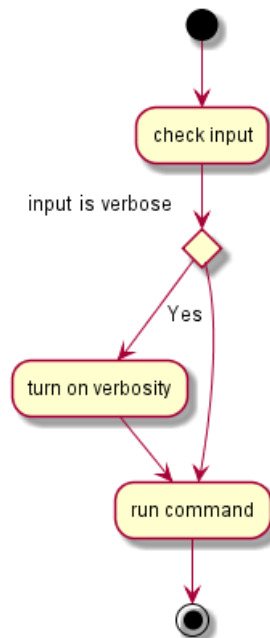 check input
input is verbose
Yes
turn on verbosity
run command